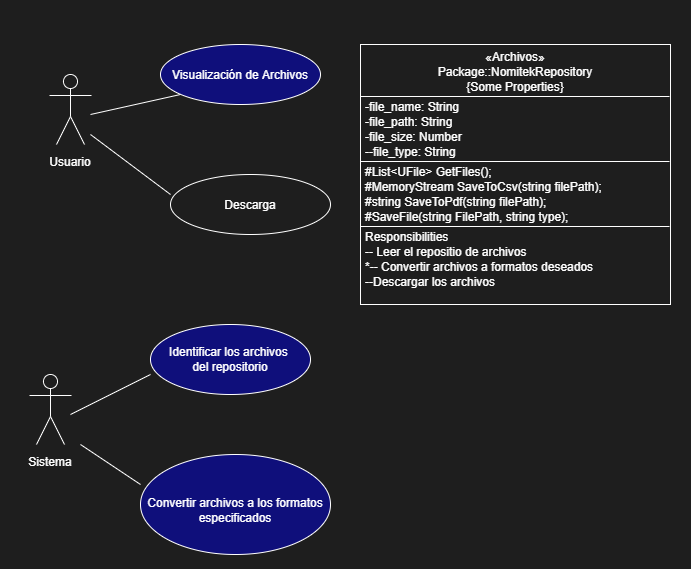 Visualización de Archivos
Usuario
Descarga
«Archivos»
Package::NomitekRepository
{Some Properties}
-file_name: String
-file_path: String
-file_size: Number
--file_type: String
#List<UFile> GetFiles();
#MemoryStream SaveToCsv(string filePath);
#string SaveToPdf(string filePath);
#SaveFile(string FilePath, string type);
Responsibilities
-- Leer el repositio de archivos
*-- Convertir archivos a formatos deseados
--Descargar los archivos
Identificar los archivos
del repositorio
Sistema
Convertir archivos a los formatos
especificados